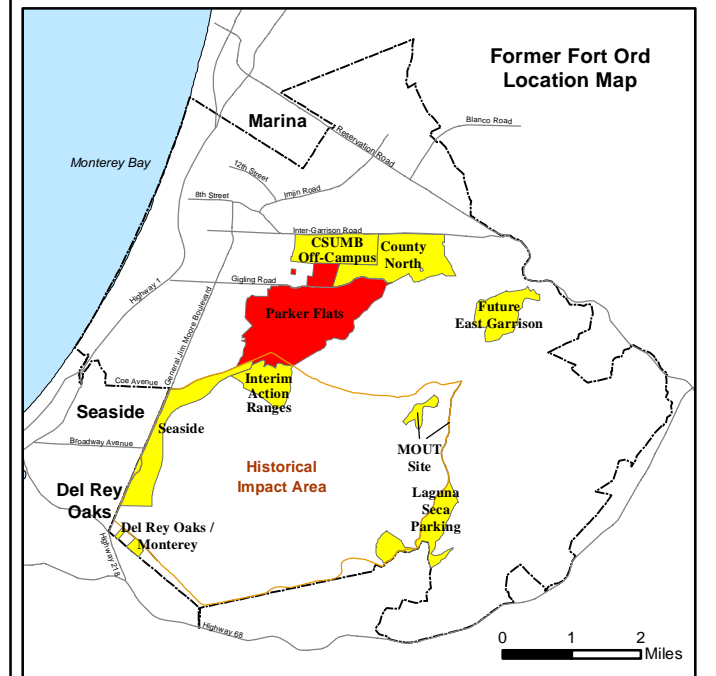 Former Fort Ord
Location Map
Marina
Blanco Road
Reservation Road
Monterey Bay
12th Street
8th Street
Imjin Road
Inter-Garrison Road
CSUMB
Off-Campus
County
North
Highway 1
Gigling Road
General Jim Moore Boulevard
Parker Flats
Future
East Garrison
Coe Avenue
Interim
Action
Ranges
Seaside
Seaside
Broadway Avenue
MOUT
Site
Historical
Impact Area
Del Rey
Oaks
Laguna
Seca
Parking
Del Rey Oaks /
Monterey
Highway 218
Highway 68
0 1 2
Miles